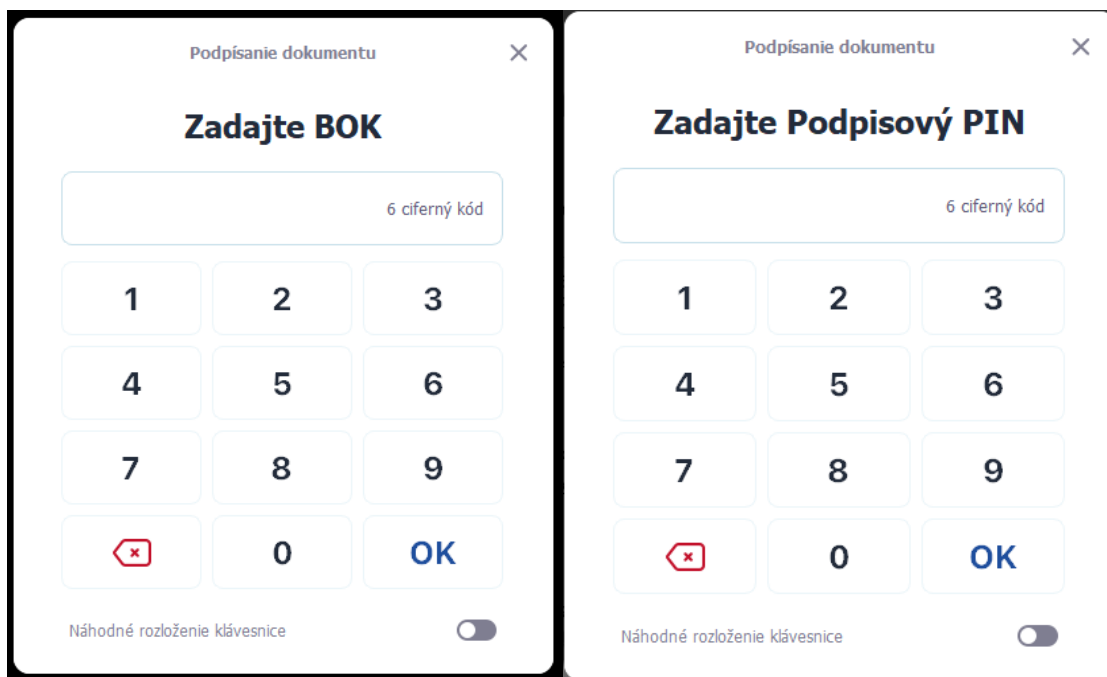 Podpísanie dokumentu
Zadajte BOK
6 ciferný kód
1 2 3
4 5 6
7 8 9
0 OK
Náhodné rozloženie klávesnice
Podpísanie dokumentu
Zadajte Podpisový PIN
6 ciferný kód
1 2 3
4 5 6
7 8 9
0 OK
Náhodné rozloženie klávesnice